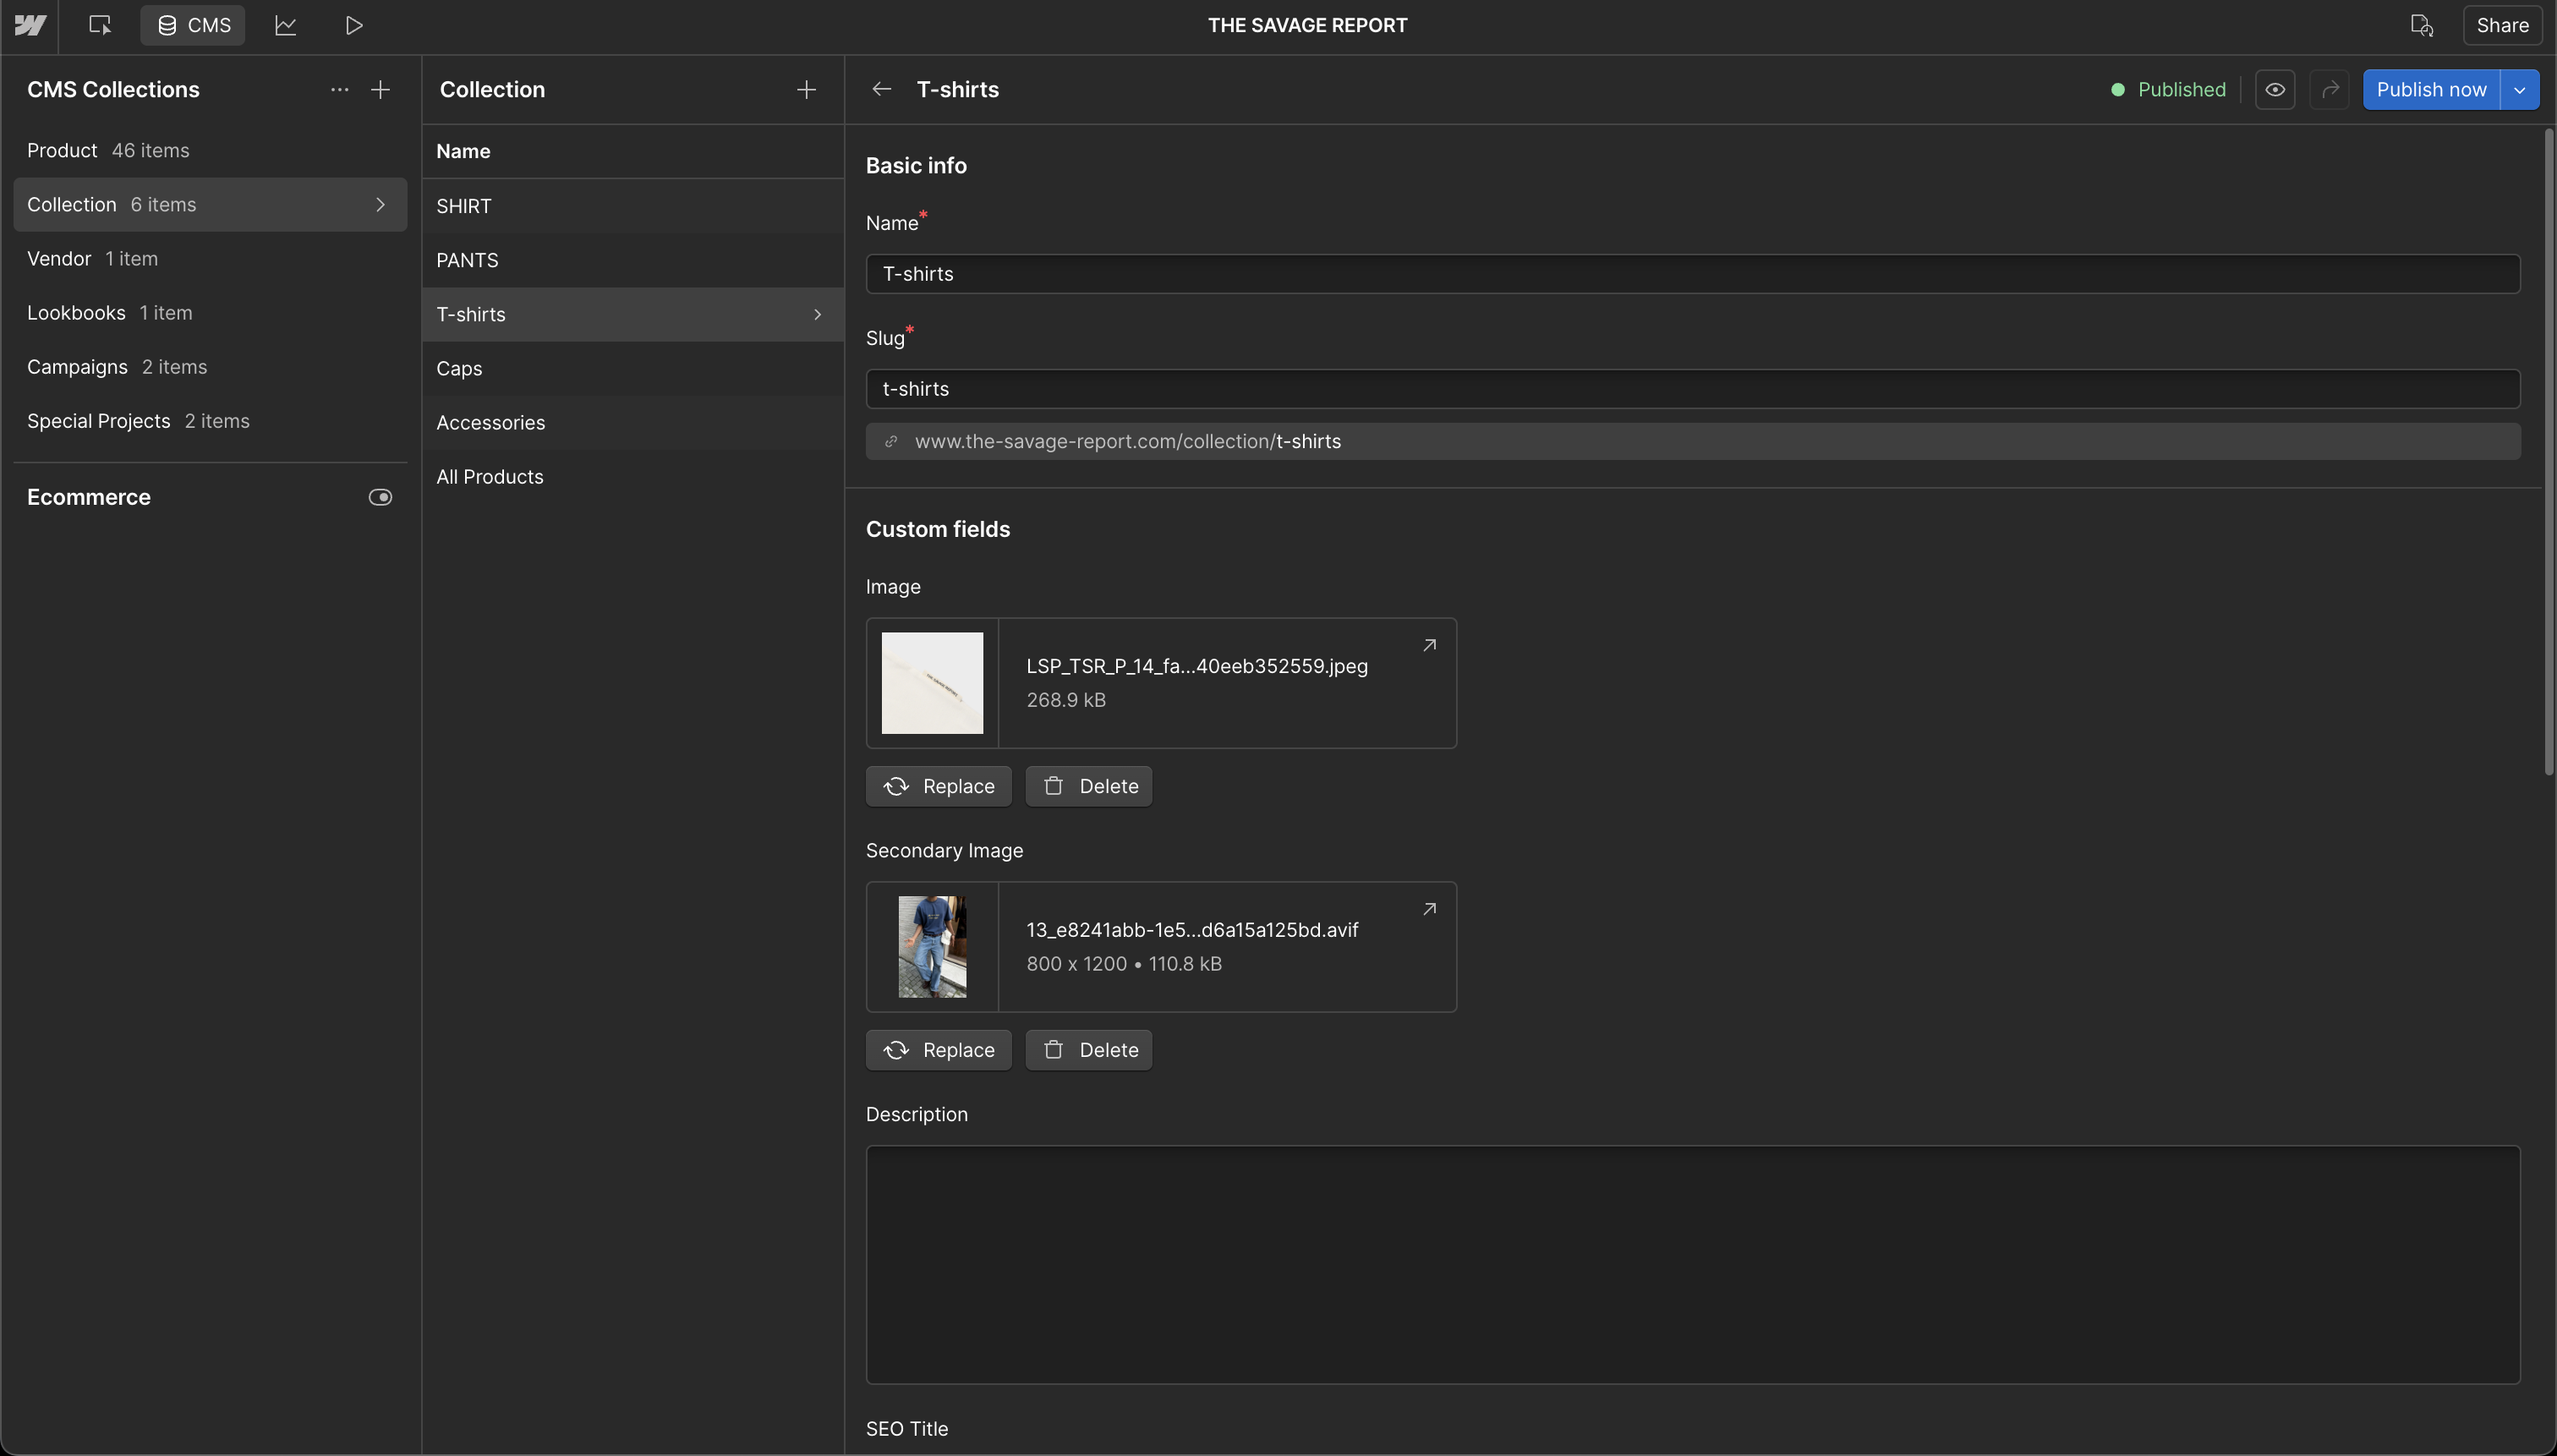 CMS
THE SAVAGE REPORT
Share
CMS Collections
Product 46 items
Collection 6 items
Vendor 1 item
Lookbooks 1 item
Campaigns 2 items
Special Projects 2 items
Ecommerce
Collection
Name
SHIRT
PANTS
T-shirts
Caps
Accessories
All Products
T-shirts
Published
Publish now
Basic info
Name*
T-shirts
Slug*
t-shirts
www.the-savage-report.com/collection/t-shirts
Custom fields
Image
LSP_TSR_P_14_fa...40eeb352559.jpeg
268.9 kB
Replace
Delete
Secondary Image
13_e8241abb-1e5...d6a15a125bd.avif
800 x 1200 • 110.8 kB
Replace
Delete
Description
SEO Title